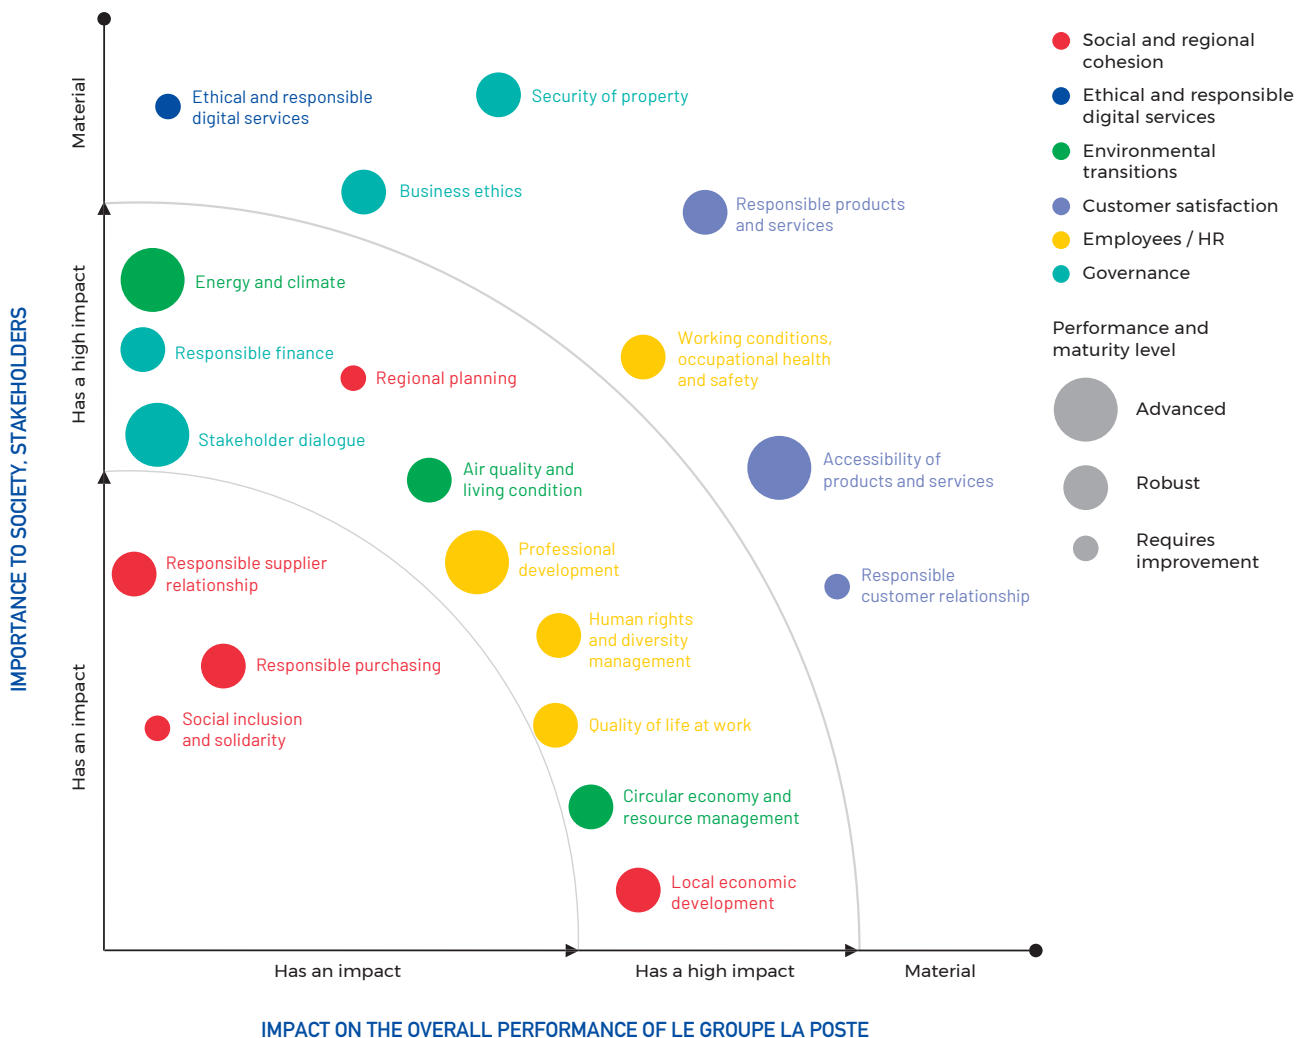 Material
Has a high impact
Has an impact
IMPORTANCE TO SOCIETY. STAKEHOLDERS
Ethical and responsible
digital services
Security of property
Business ethics
Responsible products
and services
Energy and climate
Responsible finance
Working conditions,
occupational health
and safety
Regional planning
Stakeholder dialogue
Air quality and
living condition
Accessibility of
products and services
Professional
development
Responsible supplier
relationship
Responsible
customer relationship
Human rights
and diversity
management
Responsible purchasing
Social inclusion
and solidarity
Quality of life at work
Circular economy and
resource management
Local economic
development
Has an impact
Has a high impact
Material
IMPACT ON THE OVERALL PERFORMANCE OF LE GROUPE LA POSTE
Social and regional
cohesion
Ethical and responsible
digital services
Environmental
transitions
Customer satisfaction
Employees / HR
Governance
Performance and
maturity level
Advanced
Robust
Requires
improvement